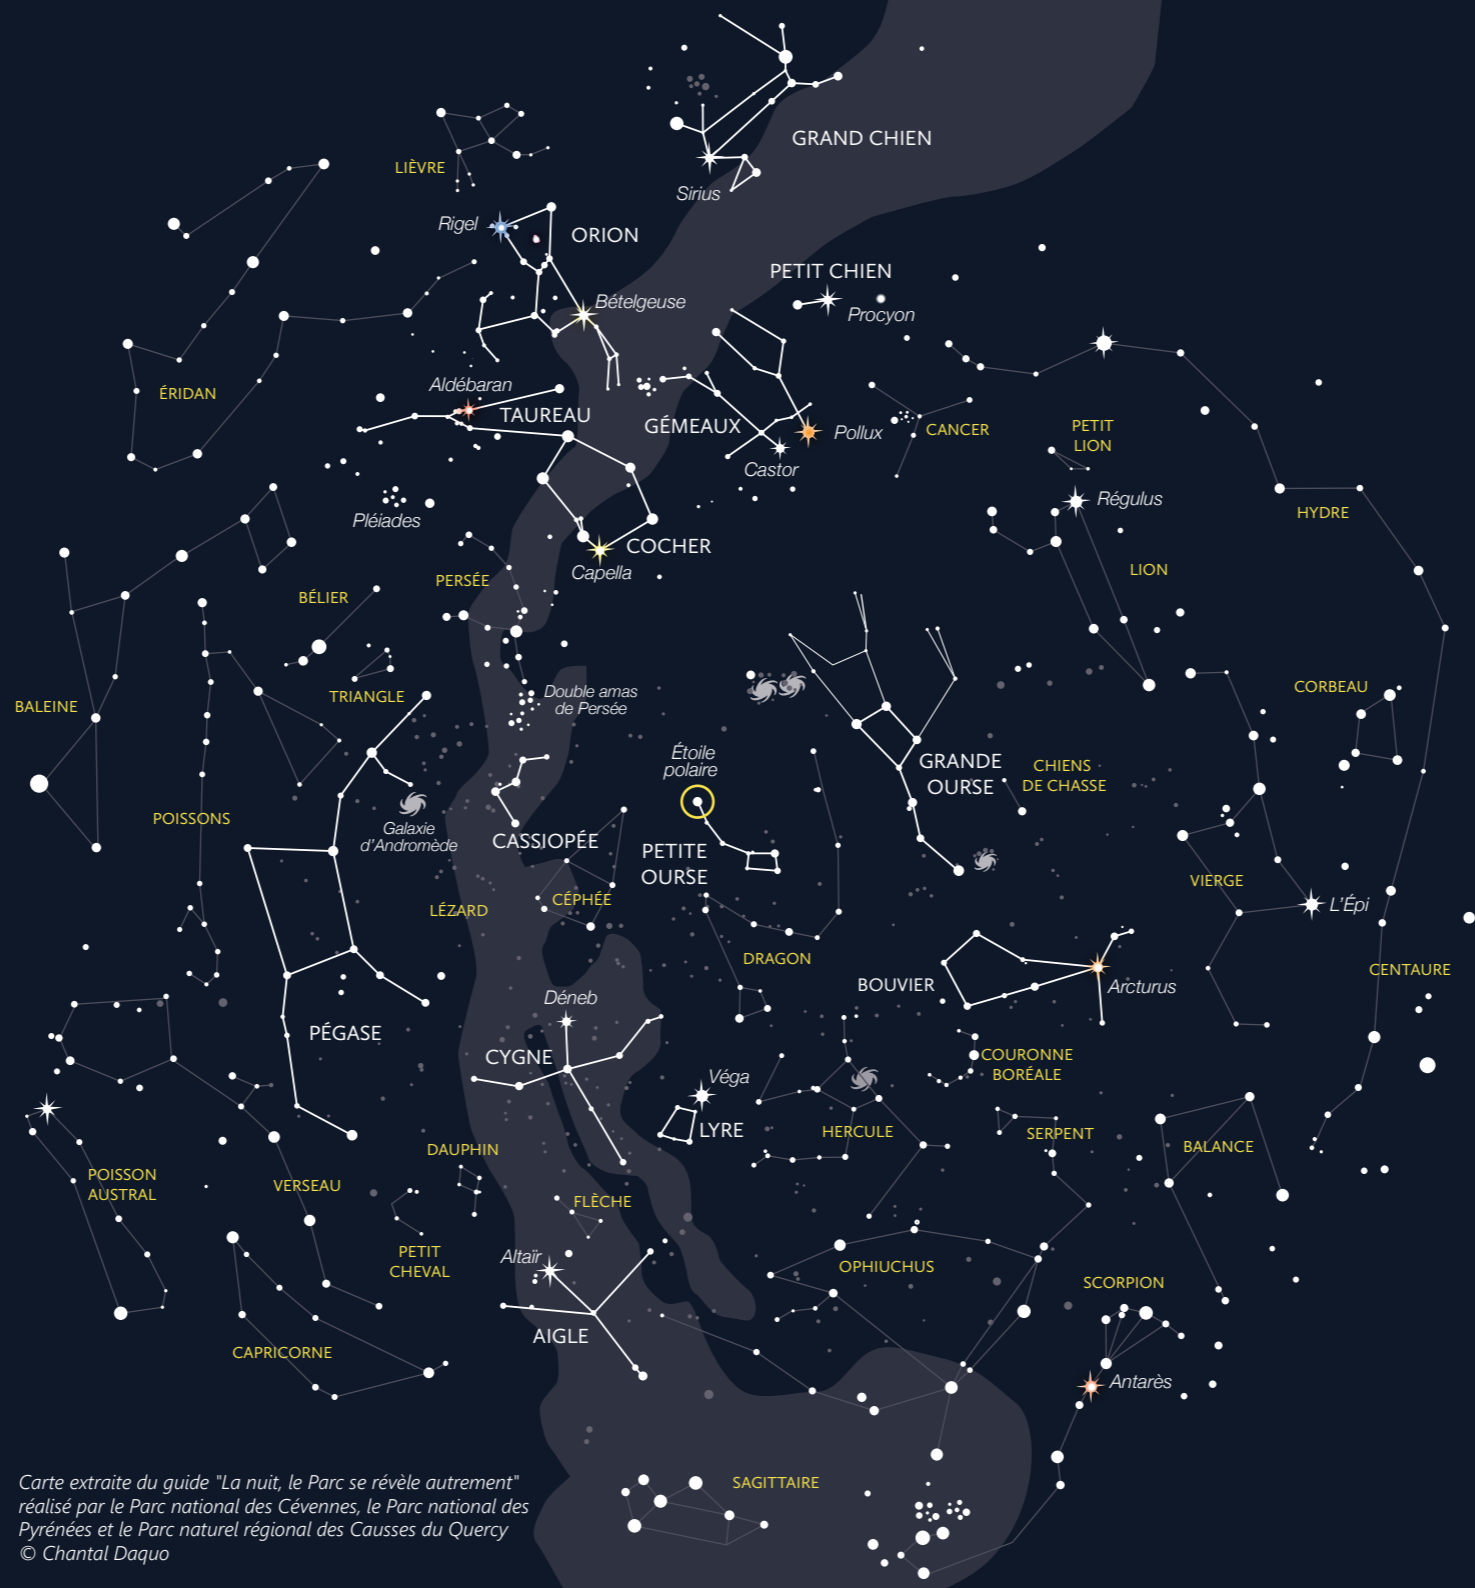 GRAND CHIEN
LIÈVRE
Sirius
Rigel
ORION
PETIT CHIEN
Bételgeuse
Procyon
ÉRIDAN
Aldébaran
TAUREAU
GÉMEAUX
Pollux
CANCER
PETIT
LION
Castor
Régulus
Pléiades
HYDRE
COCHER
Capella
PERSÉE
LION
BÉLIER
TRIANGLE
Double amas
de Persée
BALEINE
CORBEAU
Étoile
polaire
GRANDE
OURSE
CHIENS
DE CHASSE
POISSONS
Galaxie
d'Andromède
CASSIOPÉE
PETITE
OURSE
CÉPHÉE
LÉZARD
VIERGE
L'Épi
DRAGON
BOUVIER
Arcturus
CENTAURE
Déneb
PÉGASE
CYGNE
COURONNE
BORÉALE
Véga
LYRE
HERCULE
SERPENT
BALANCE
DAUPHIN
POISSON
AUSTRAL
VERSEAU
FLÈCHE
PETIT
CHEVAL
Altaïr
OPHIUCHUS
SCORPION
AIGLE
CAPRICORNE
Antarès
SAGITTAIRE
Carte extraite du guide "La nuit, le Parc se révèle autrement"
réalisé par le Parc national des Cévennes, le Parc national des
Pyrénées et le Parc naturel régional des Causses du Quercy
© Chantal Daquo